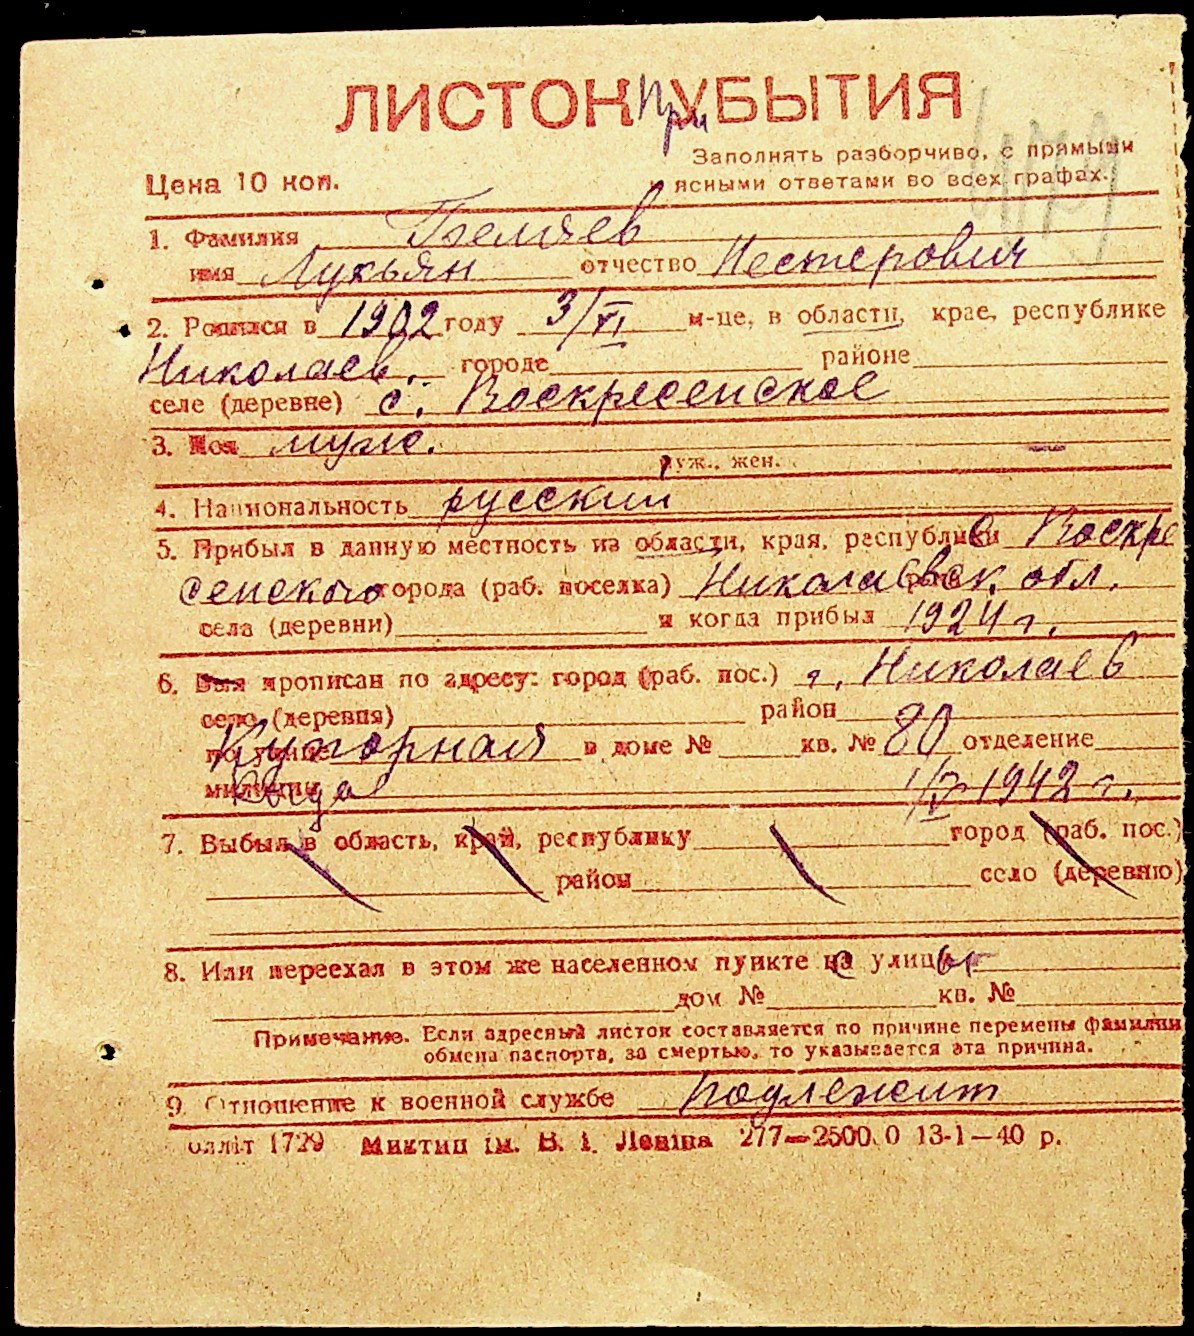 ЛИСТОК При УБЫТИЯ
Заполнять разборчиво, с прямыми
Цена 10 коп. и ясными ответами во всех графах.
1. Фамилия Беляев
имя Лукьян отчество Нестерович
2. Родился в 1902 году 3/VI м-це, в области, крае, республике
Николаев. городе районе
селе (деревне) с. Воскресенское
3. Пол муж.
муж., жен.
4. Национальность русский
5. Прибыл в данную местность из области, края, республики с Воскре
сенского города (раб. поселка) Николаевск. обл.
села (деревни) и когда прибыл 1924 г.
6. Был прописан по адресу: город (раб. пос.) г. Николаев
село (деревня) район
по улице в доме № кв. № 80 отделение
милиции 1/IV 1942 г.
7. Выбыл в область, край, республику город (раб. пос.)
район село (деревню)
8. Или переехал в этом же населенном пункте на улицу
дом № кв. №
Примечание. Если адресный листок составляется по причине перемены фамилии
обмена паспорта, за смертью, то указывается эта причина.
9. Отношение к военной службе подлежит
бліт 1729 Миктип ім. В. І. Леніна 277—2500.0 13-1—40 р.